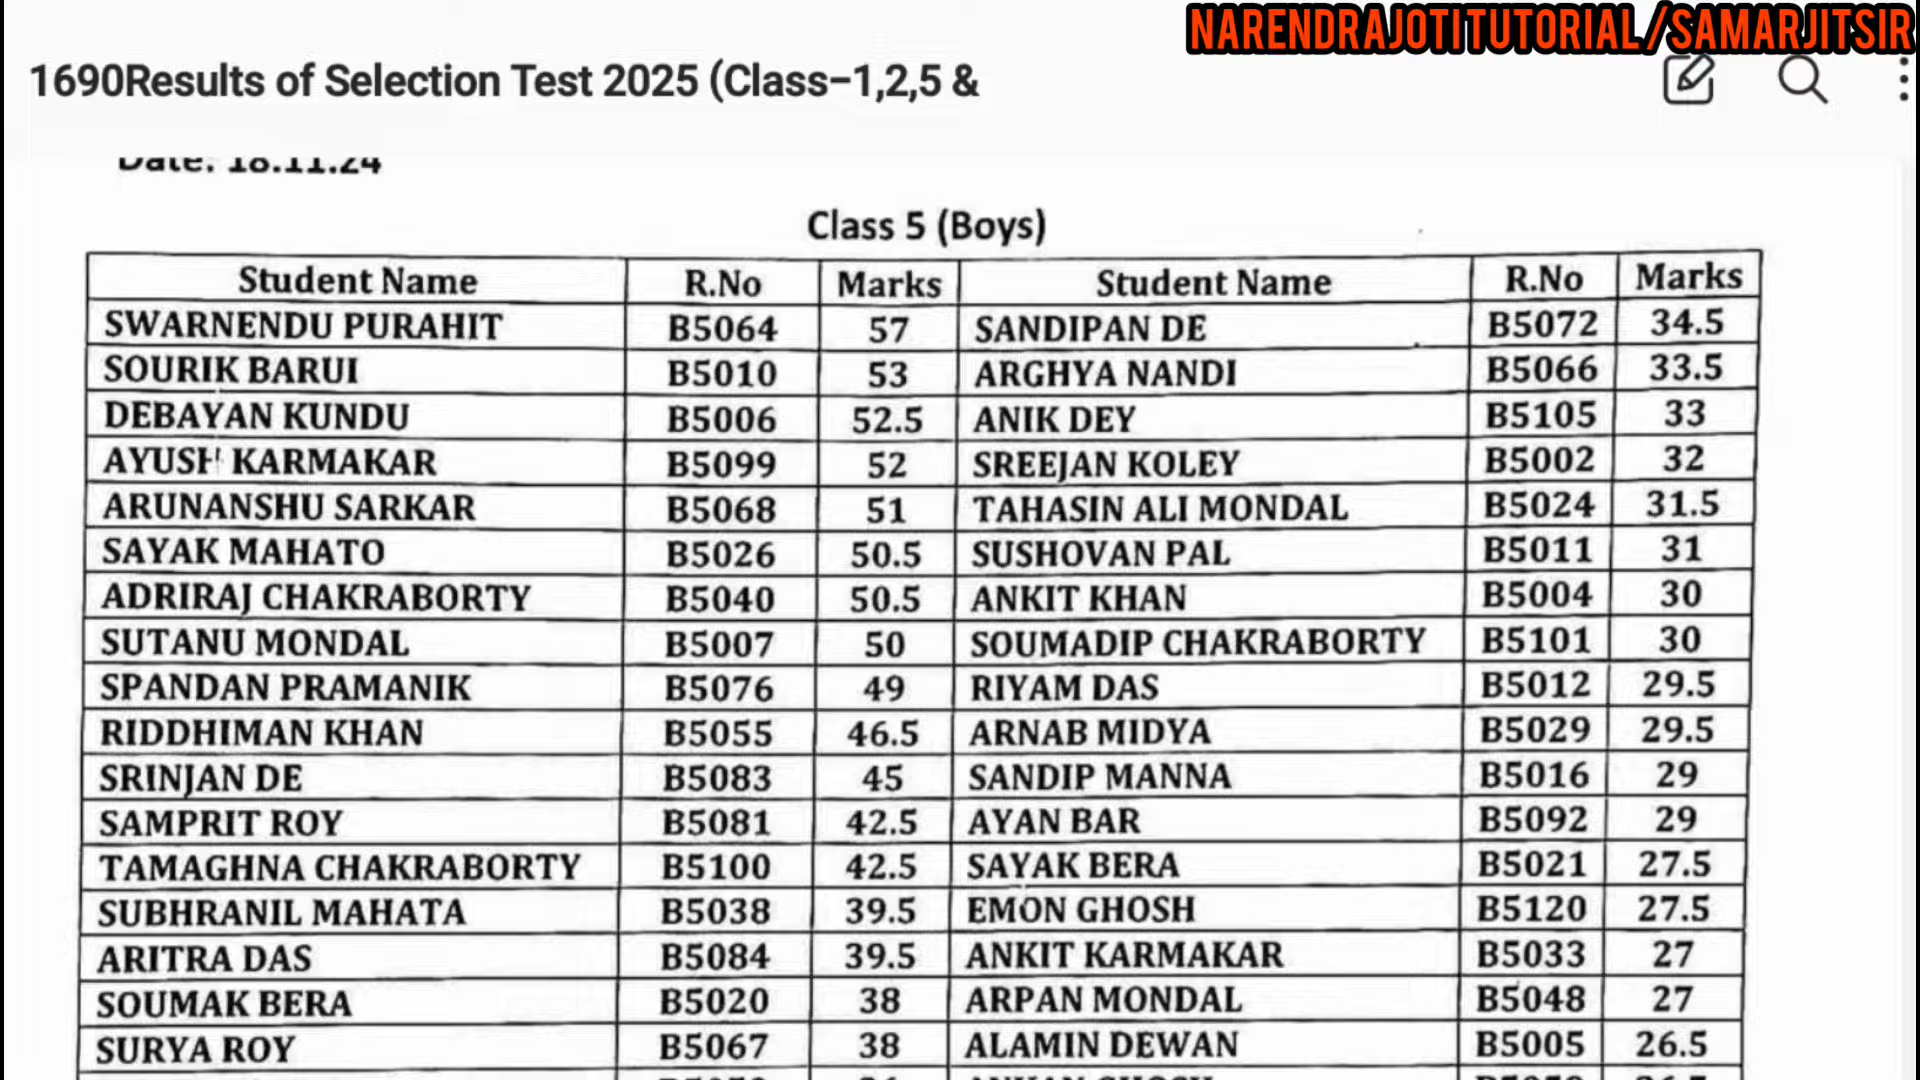 NARENDRAJOTITUTORIAL/SAMARJITSIR
1690Results of Selection Test 2025 (Class-1,2,5 &
Date: 18.11.24
Class 5 (Boys)
Student Name R.No Marks Student Name R.No Marks
SWARNENDU PURAHIT B5064 57 SANDIPAN DE B5072 34.5
SOURIK BARUI B5010 53 ARGHYA NANDI B5066 33.5
DEBAYAN KUNDU B5006 52.5 ANIK DEY B5105 33
AYUSH KARMAKAR B5099 52 SREEJAN KOLEY B5002 32
ARUNANSHU SARKAR B5068 51 TAHASIN ALI MONDAL B5024 31.5
SAYAK MAHATO B5026 50.5 SUSHOVAN PAL B5011 31
ADRIRAJ CHAKRABORTY B5040 50.5 ANKIT KHAN B5004 30
SUTANU MONDAL B5007 50 SOUMADIP CHAKRABORTY B5101 30
SPANDAN PRAMANIK B5076 49 RIYAM DAS B5012 29.5
RIDDHIMAN KHAN B5055 46.5 ARNAB MIDYA B5029 29.5
SRINJAN DE B5083 45 SANDIP MANNA B5016 29
SAMPRIT ROY B5081 42.5 AYAN BAR B5092 29
TAMAGHNA CHAKRABORTY B5100 42.5 SAYAK BERA B5021 27.5
SUBHRANIL MAHATA B5038 39.5 EMON GHOSH B5120 27.5
ARITRA DAS B5084 39.5 ANKIT KARMAKAR B5033 27
SOUMAK BERA B5020 38 ARPAN MONDAL B5048 27
SURYA ROY B5067 38 ALAMIN DEWAN B5005 26.5